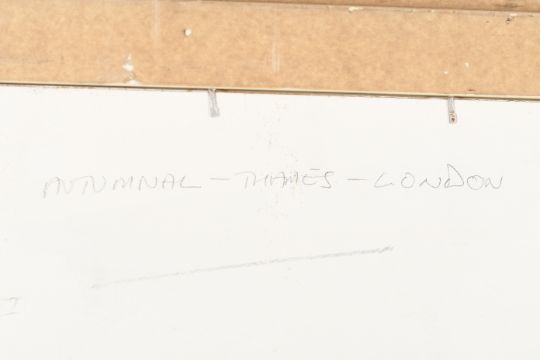 AUTUMNAL – THAMES – LONDON